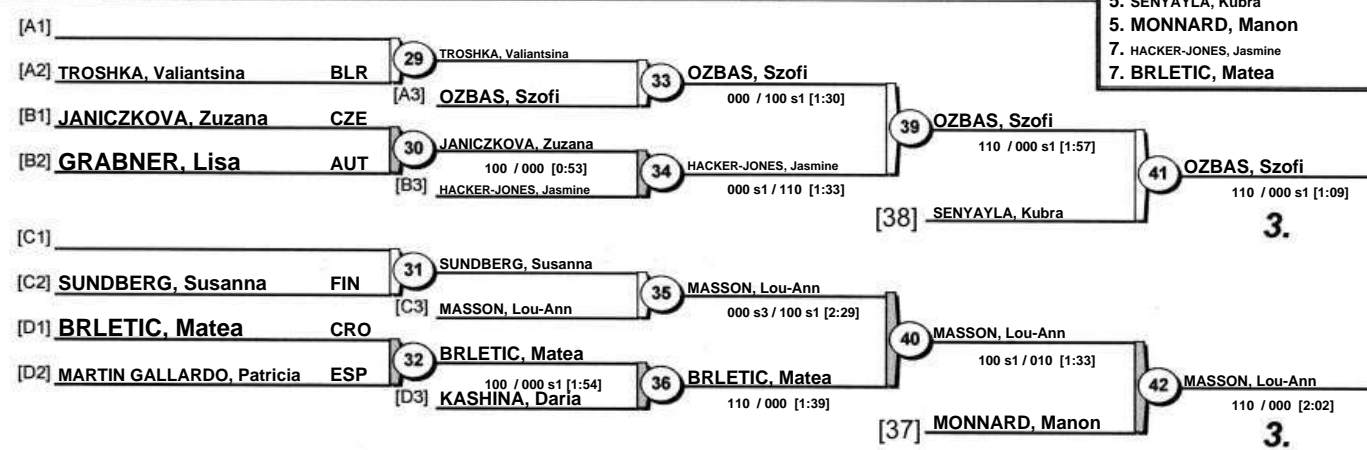 5. SENYAYLA, Kubra
5. MONNARD, Manon
7. HACKER-JONES, Jasmine
7. BRLETIC, Matea
[A1]
[A2] TROSHKA, Valiantsina BLR
29
TROSHKA, Valiantsina
[A3] OZBAS, Szofi
33
OZBAS, Szofi
000 / 100 s1 [1:30]
[B1] JANICZKOVA, Zuzana CZE
[B2] GRABNER, Lisa AUT
30
JANICZKOVA, Zuzana
100 / 000 [0:53]
[B3] HACKER-JONES, Jasmine
34
HACKER-JONES, Jasmine
000 s1 / 110 [1:33]
39
OZBAS, Szofi
110 / 000 s1 [1:57]
[38] SENYAYLA, Kubra
41
OZBAS, Szofi
110 / 000 s1 [1:09]
3.
[C1]
[C2] SUNDBERG, Susanna FIN
31
SUNDBERG, Susanna
[C3] MASSON, Lou-Ann
35
MASSON, Lou-Ann
000 s3 / 100 s1 [2:29]
[D1] BRLETIC, Matea CRO
[D2] MARTIN GALLARDO, Patricia ESP
32
BRLETIC, Matea
100 / 000 s1 [1:54]
[D3] KASHINA, Daria
36
BRLETIC, Matea
110 / 000 [1:39]
40
MASSON, Lou-Ann
100 s1 / 010 [1:33]
[37] MONNARD, Manon
42
MASSON, Lou-Ann
110 / 000 [2:02]
3.